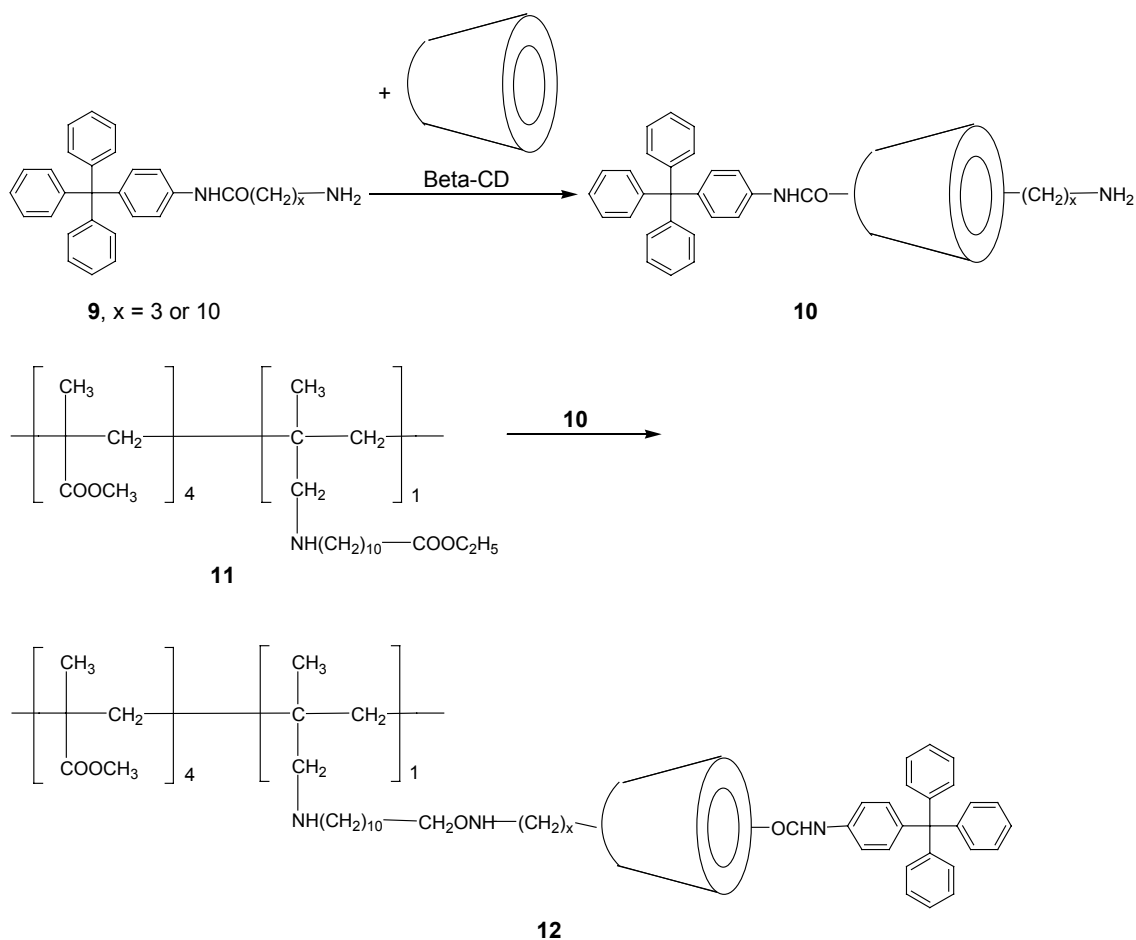 +
Beta-CD
NHCO(CH2)x—NH2
NHCO
(CH2)x—NH2
9, x = 3 or 10
10
CH3
CH3
CH2
C
CH2
COOCH3
4
CH2
1
NH(CH2)10—COOC2H5
11
10
CH3
CH3
CH2
C
CH2
COOCH3
4
CH2
1
NH(CH2)10—CH2ONH—(CH2)x
OCHN
12